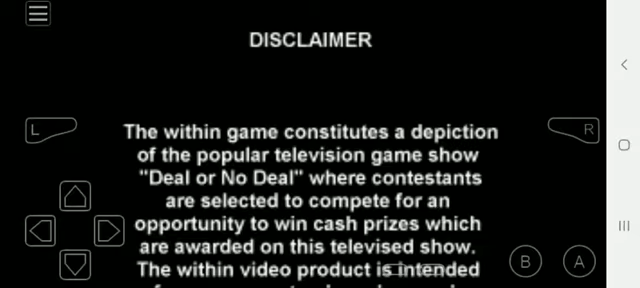 DISCLAIMER
L
R
The within game constitutes a depiction
of the popular television game show
"Deal or No Deal" where contestants
are selected to compete for an
opportunity to win cash prizes which
are awarded on this televised show.
The within video product is intended
B
A